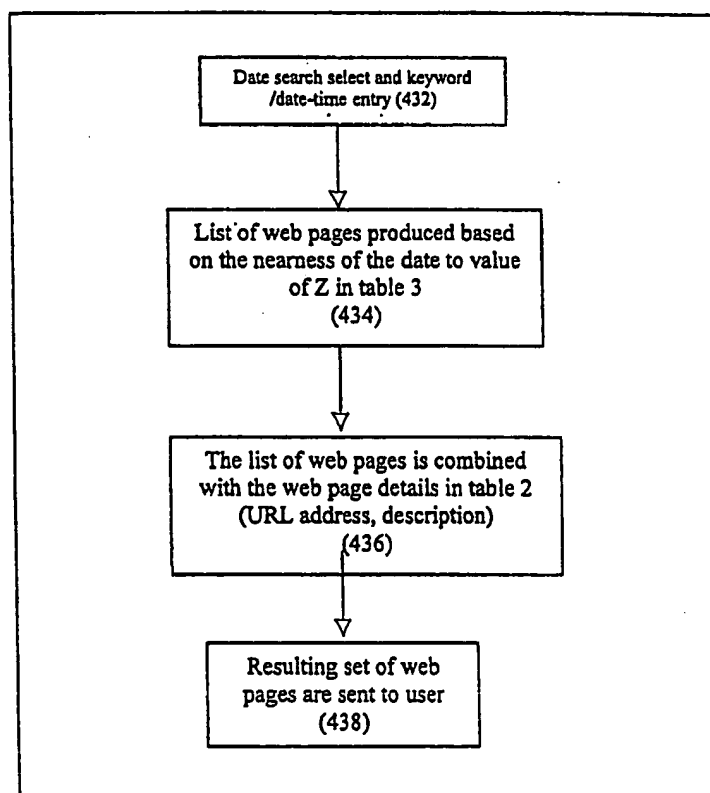 Date search select and keyword
/date-time entry (432)
List of web pages produced based
on the nearness of the date to value
of Z in table 3
(434)
The list of web pages is combined
with the web page details in table 2
(URL address, description)
(436)
Resulting set of web
pages are sent to user
(438)